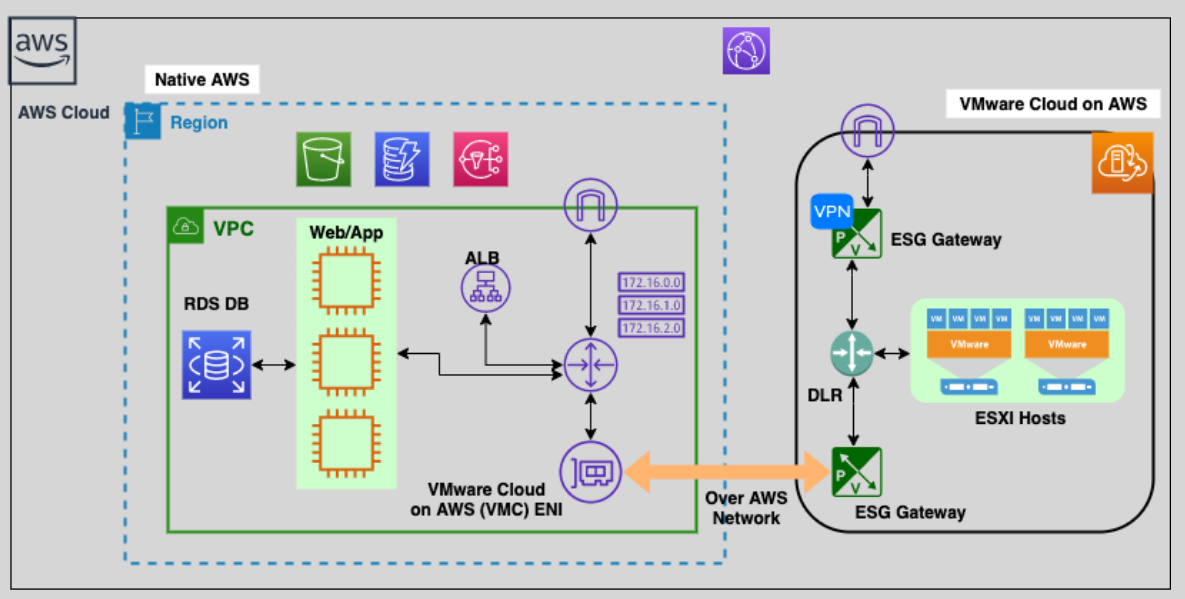 aws
Native AWS
AWS Cloud
Region
VMware Cloud on AWS
VPC
Web/App
ALB
RDS DB
172.16.0.0
172.16.1.0
172.16.2.0
VPN
P
V
ESG Gateway
VM VM VM VM
VM VM VM VM
VMware
VMware
DLR
ESXI Hosts
VMware Cloud
on AWS (VMC) ENI
Over AWS
Network
P
V
ESG Gateway